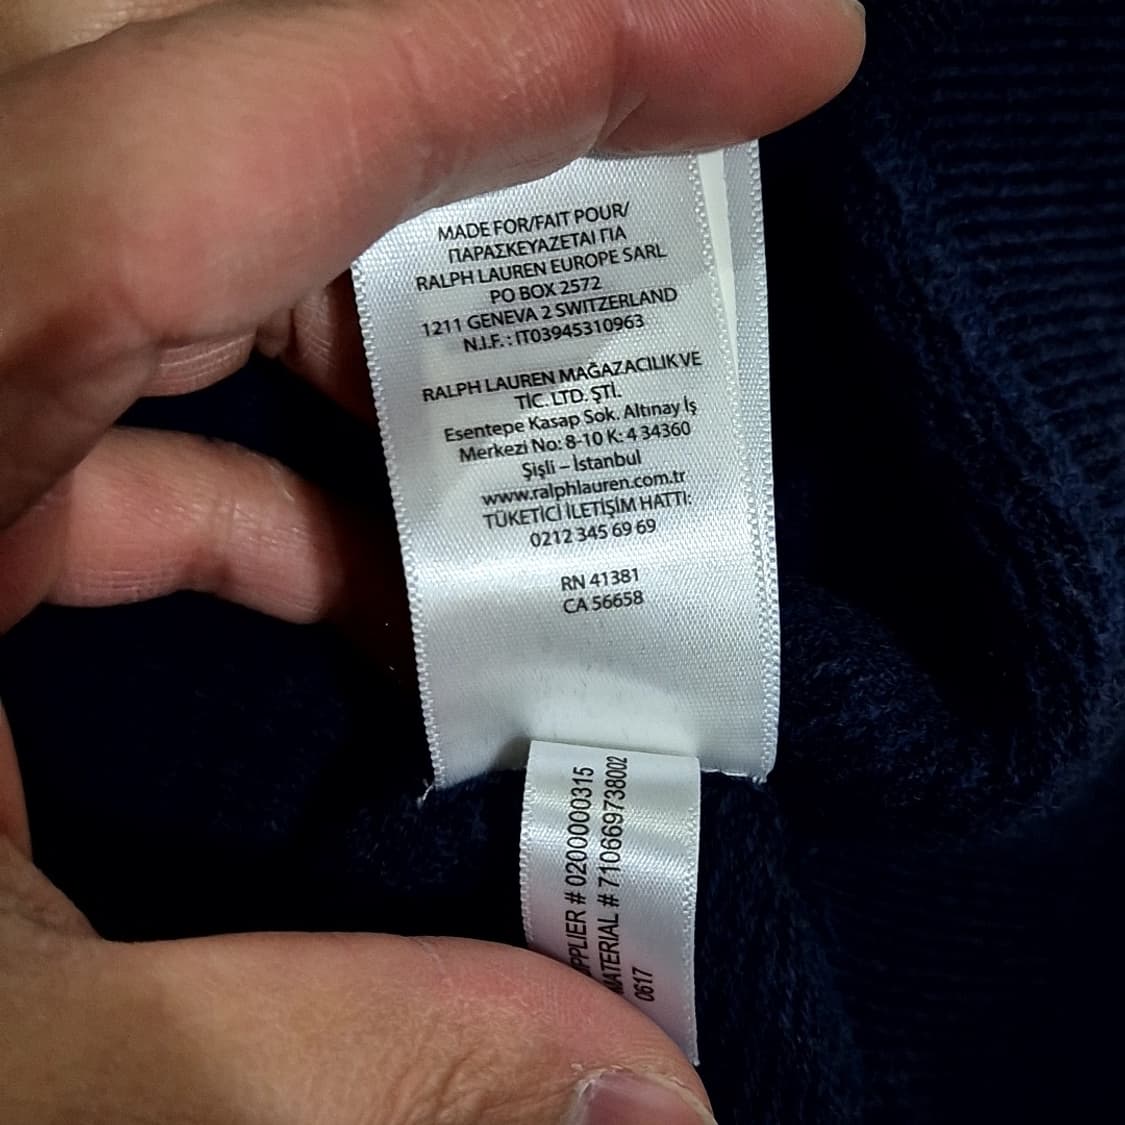 MADE FOR/FAIT POUR/
ΠΑΡΑΣΚΕΥΑΖΕΤΑΙ ΓΙΑ
RALPH LAUREN EUROPE SARL
PO BOX 2572
1211 GENEVA 2 SWITZERLAND
N.I.F. : IT03945310963
RALPH LAUREN MAĞAZACILIK VE
TİC. LTD. ŞTİ.
Esentepe Kasap Sok. Altınay İş
Merkezi No: 8-10 K: 4 34360
Şişli – İstanbul
www.ralphlauren.com.tr
TÜKETİCİ İLETİŞİM HATTI:
0212 345 69 69
RN 41381
CA 56658
PPLIER # 0200000315
MATERIAL # 710669738002
0617